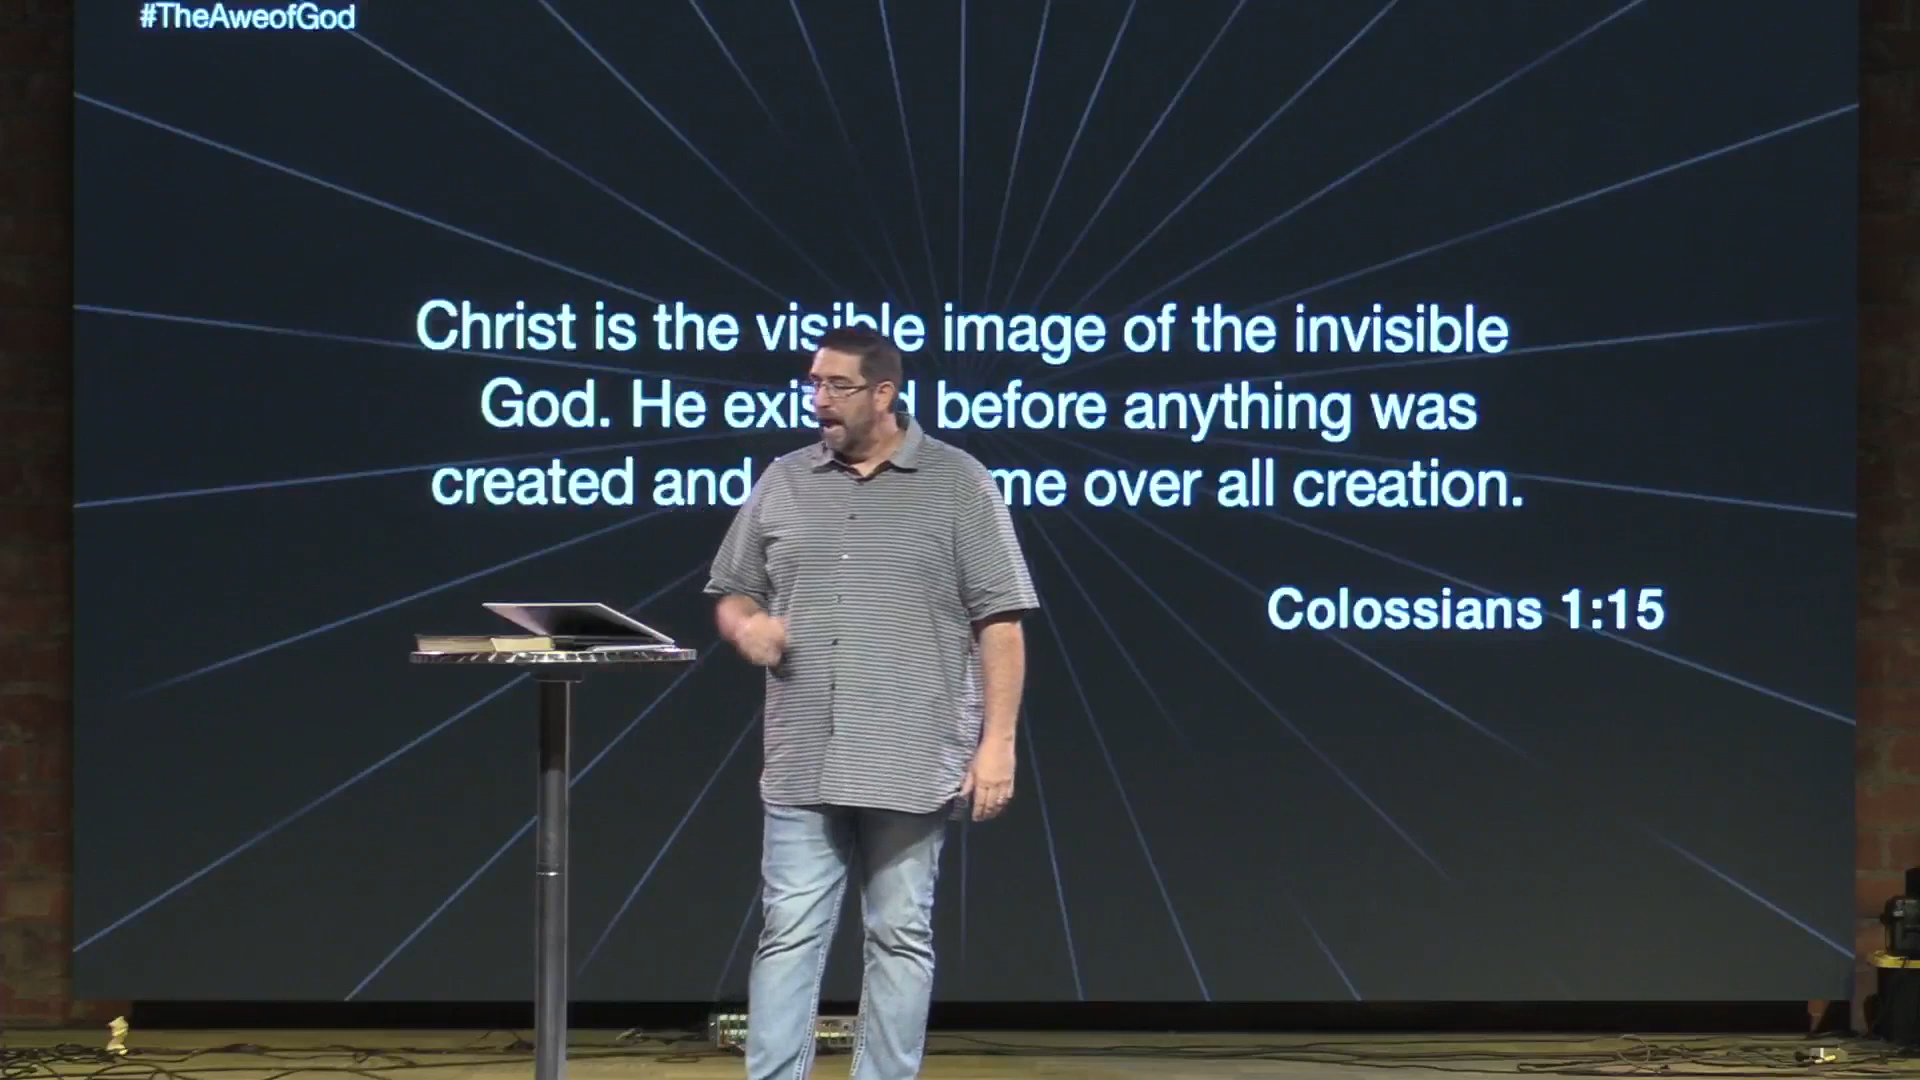 #TheAweofGod
Christ is the visible image of the invisible
God. He existed before anything was
created and over all creation.
Colossians 1:15